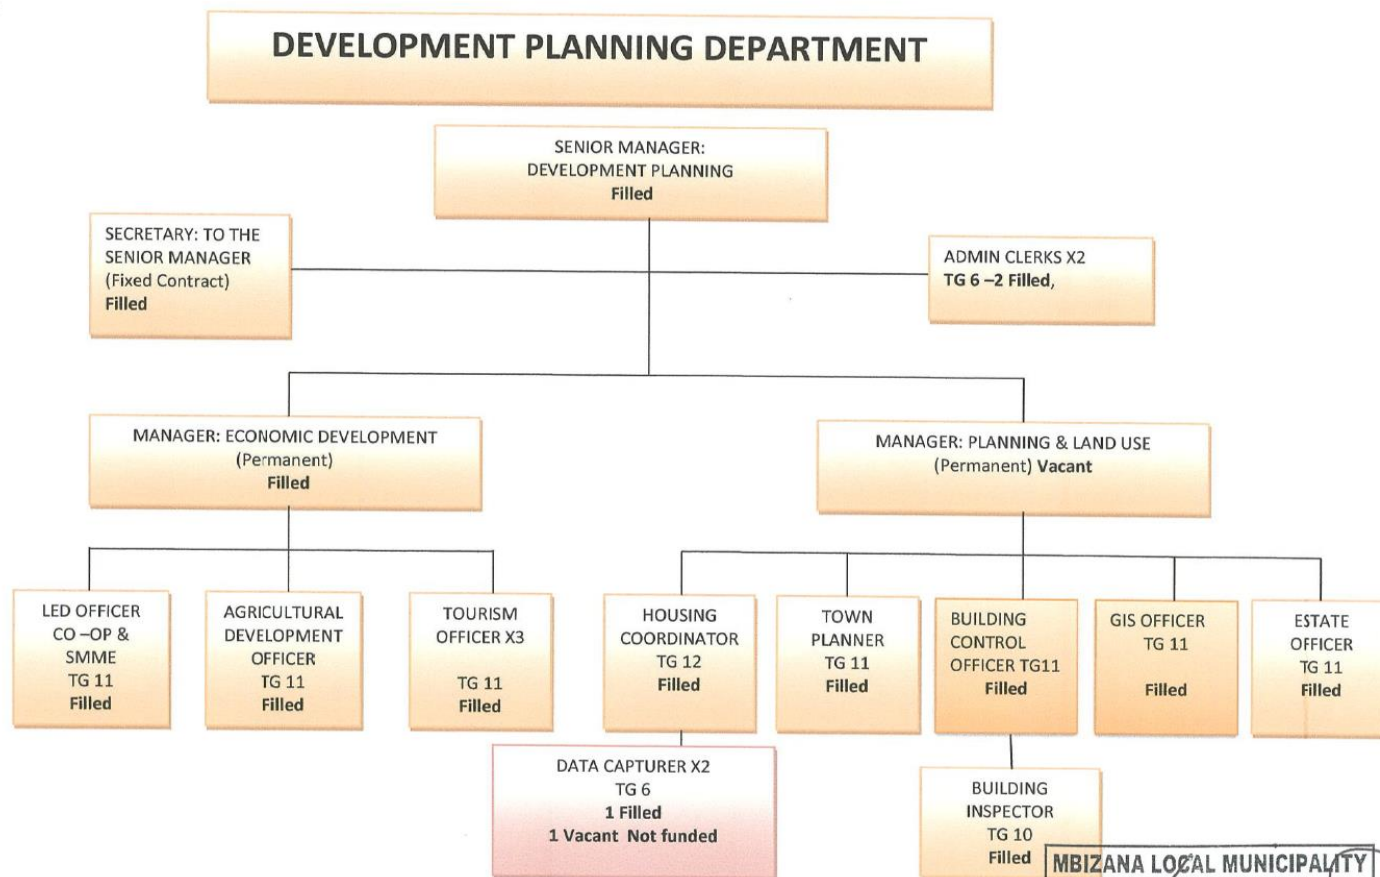 DEVELOPMENT PLANNING DEPARTMENT
SENIOR MANAGER:
DEVELOPMENT PLANNING
Filled
SECRETARY: TO THE
SENIOR MANAGER
(Fixed Contract)
Filled
ADMIN CLERKS X2
TG 6 –2 Filled,
MANAGER: ECONOMIC DEVELOPMENT
(Permanent)
Filled
MANAGER: PLANNING & LAND USE
(Permanent) Vacant
LED OFFICER
CO –OP &
SMME
TG 11
Filled
AGRICULTURAL
DEVELOPMENT
OFFICER
TG 11
Filled
TOURISM
OFFICER X3
TG 11
Filled
HOUSING
COORDINATOR
TG 12
Filled
TOWN
PLANNER
TG 11
Filled
BUILDING
CONTROL
OFFICER TG11
Filled
GIS OFFICER
TG 11
Filled
ESTATE
OFFICER
TG 11
Filled
DATA CAPTURER X2
TG 6
1 Filled
1 Vacant Not funded
BUILDING
INSPECTOR
TG 10
Filled
MBIZANA LOCAL MUNICIPALITY